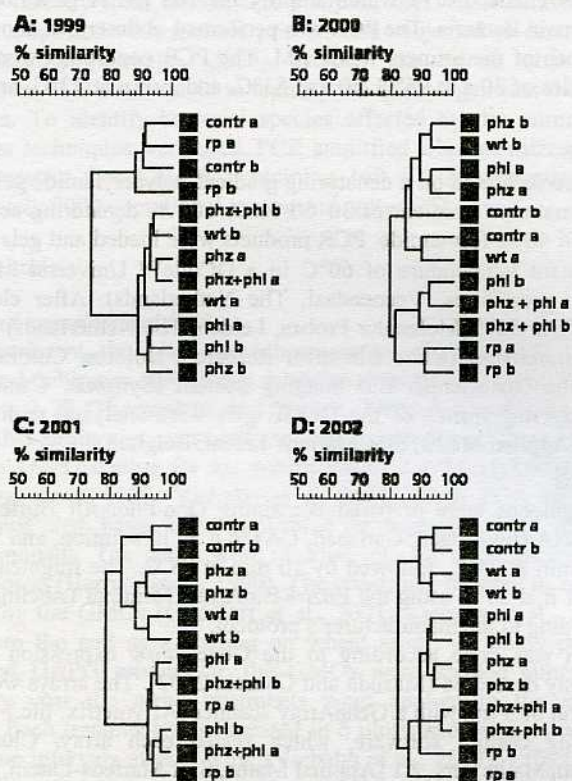 A: 1999
% similarity
50 60 70 80 90 100
contr a
rp a
contr b
rp b
phz+phl b
wt b
phz a
phz+phl a
wt a
phl a
phl b
phz b
B: 2000
% similarity
50 60 70 80 90 100
phz b
wt b
phl a
phz a
contr b
contr a
wt a
phl b
phz + phl a
phz + phl b
rp a
rp b
C: 2001
% similarity
50 60 70 80 90 100
contr a
contr b
phz a
phz b
wt a
wt b
phl a
phz+phl b
rp a
phl b
phz+phl a
rp b
D: 2002
% similarity
50 60 70 80 90 100
contr a
contr b
wt a
wt b
phl a
phl b
phz a
phz b
phz+phl a
phz+phl b
rp b
rp a